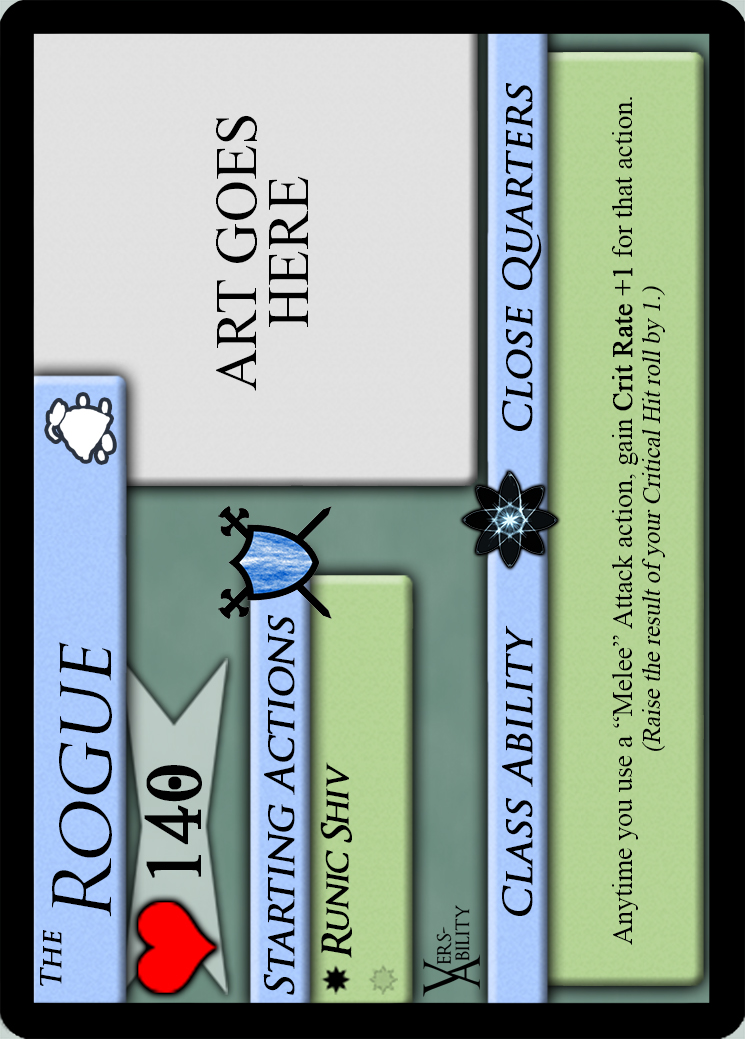 THE
ROGUE
140
ART GOES
HERE
STARTING ACTIONS
RUNIC SHIV
VERS-
ABILITY
CLASS ABILITY
CLOSE QUARTERS
Anytime you use a “Melee” Attack action, gain Crit Rate +1 for that action.
(Raise the result of your Critical Hit roll by 1.)